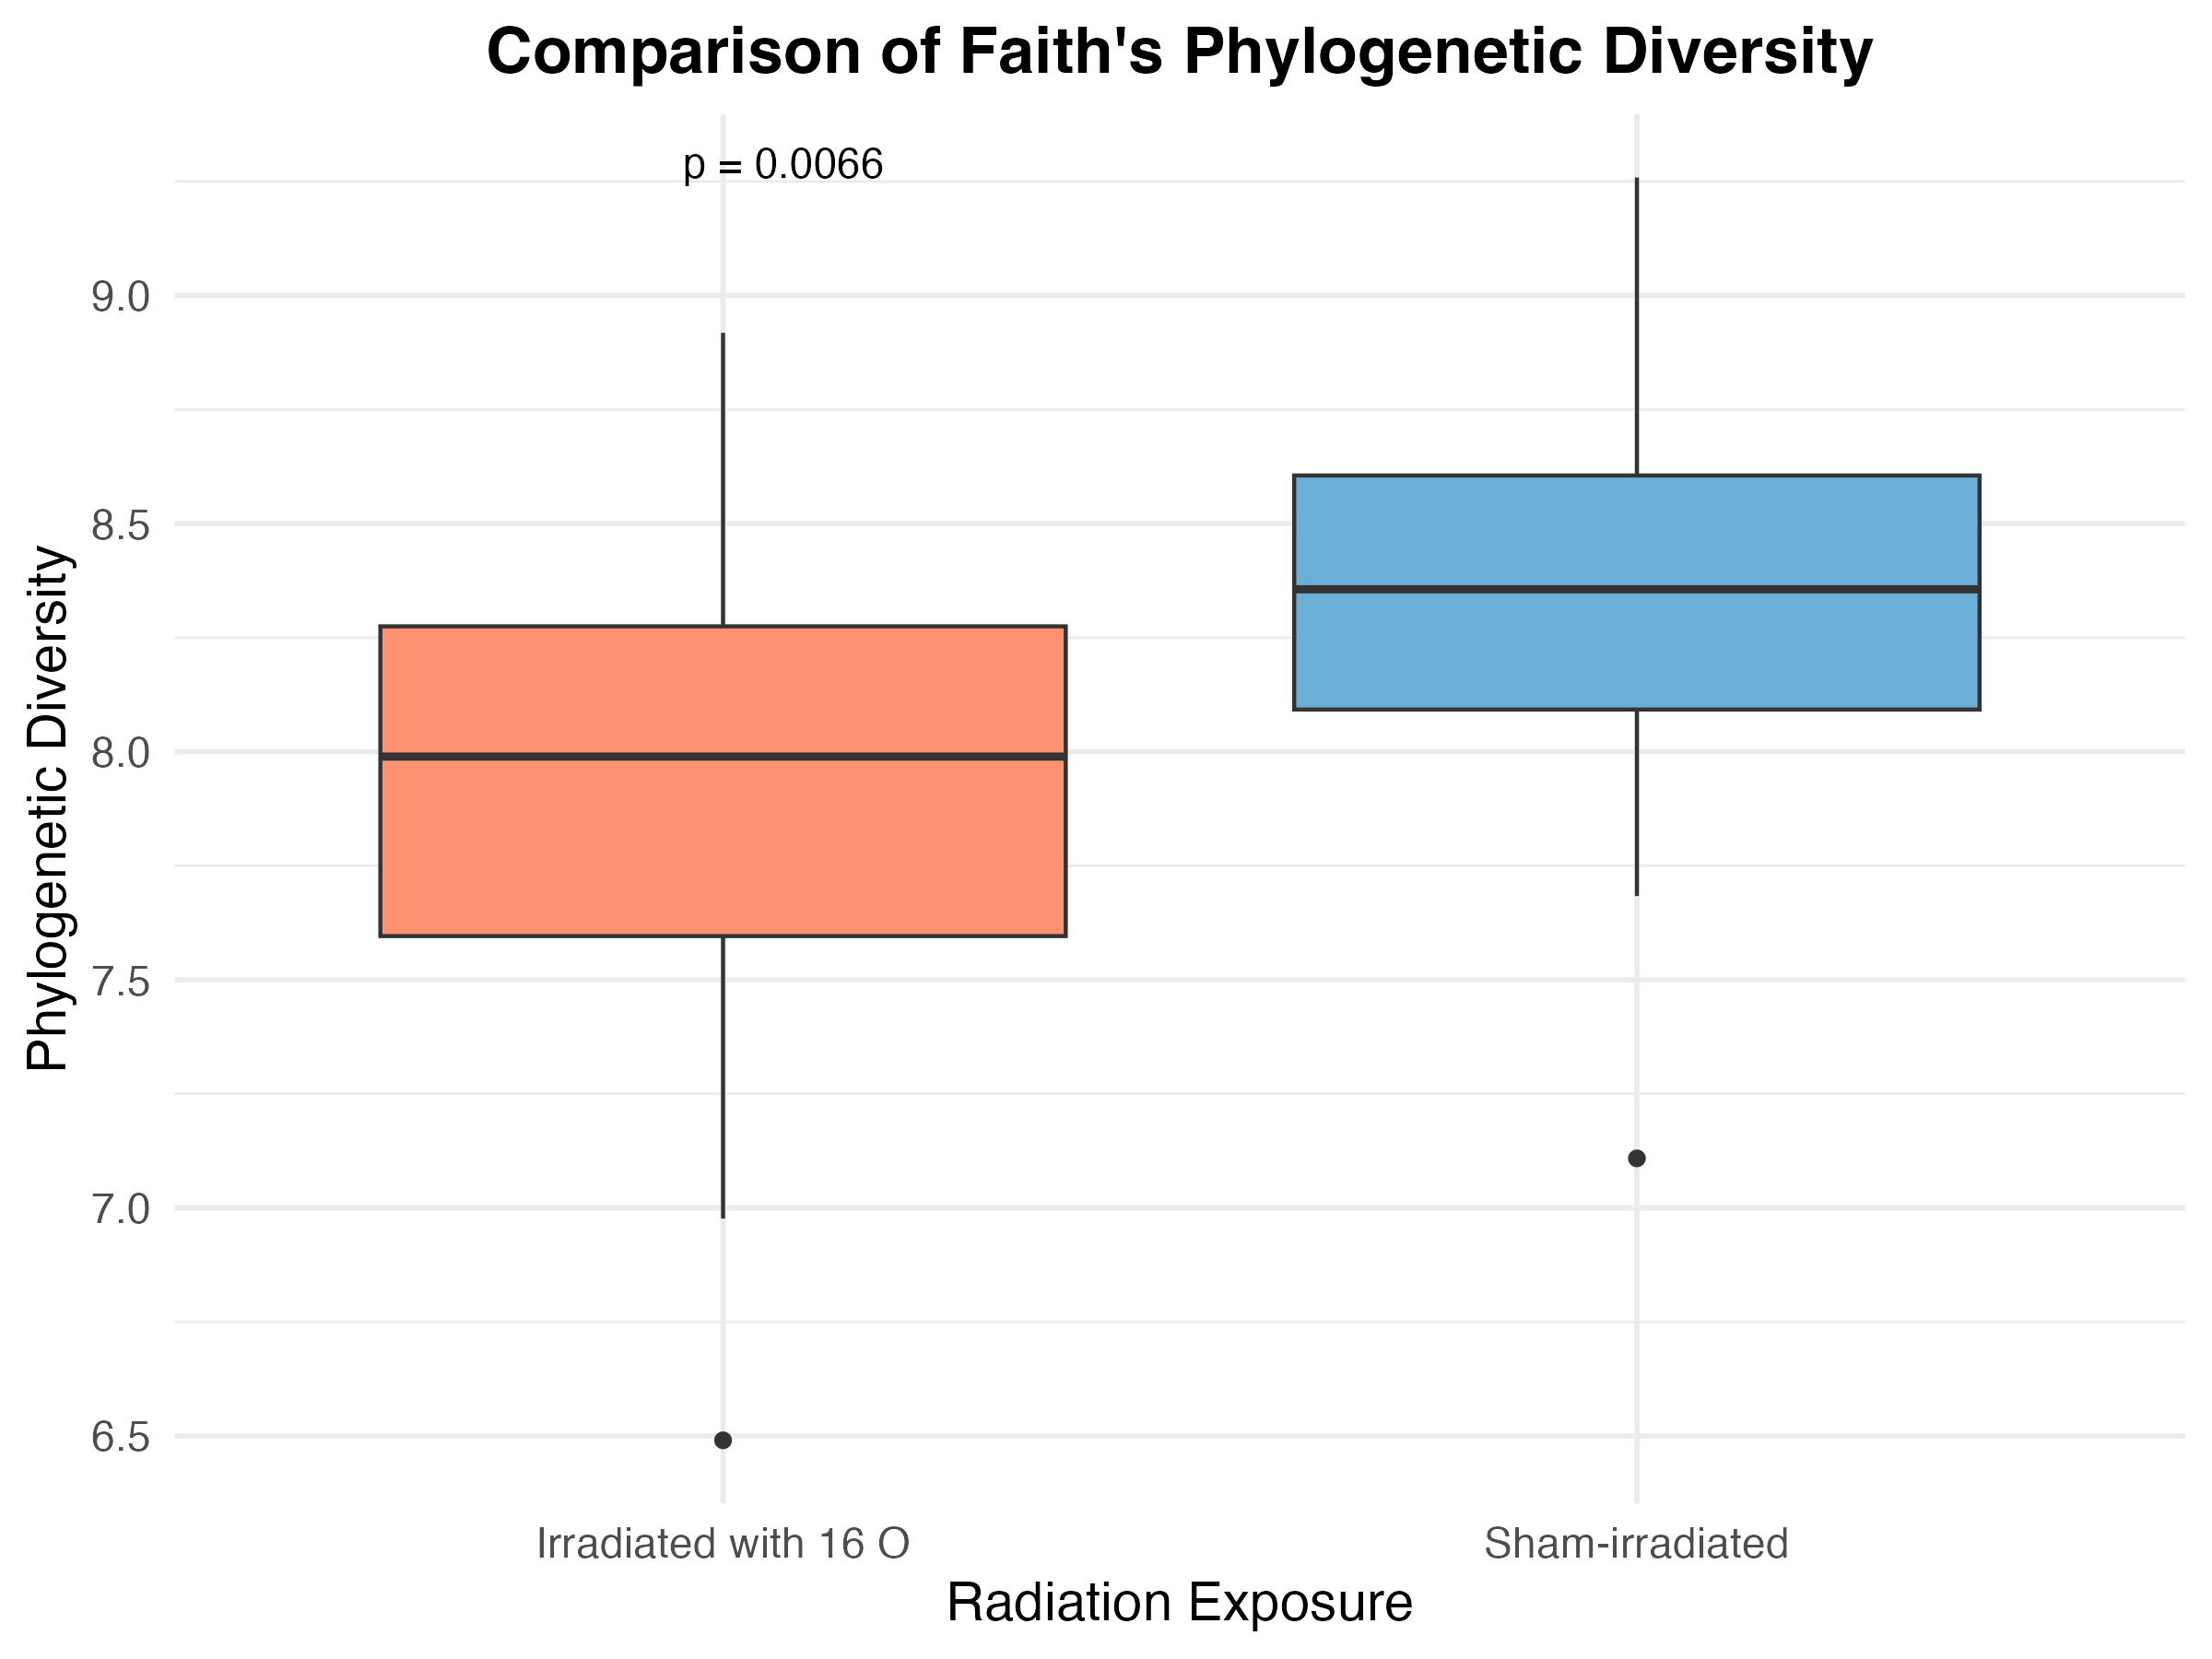 Comparison of Faith's Phylogenetic Diversity
p = 0.0066
Phylogenetic Diversity
9.0
8.5
8.0
7.5
7.0
6.5
Irradiated with 16 O
Sham-irradiated
Radiation Exposure